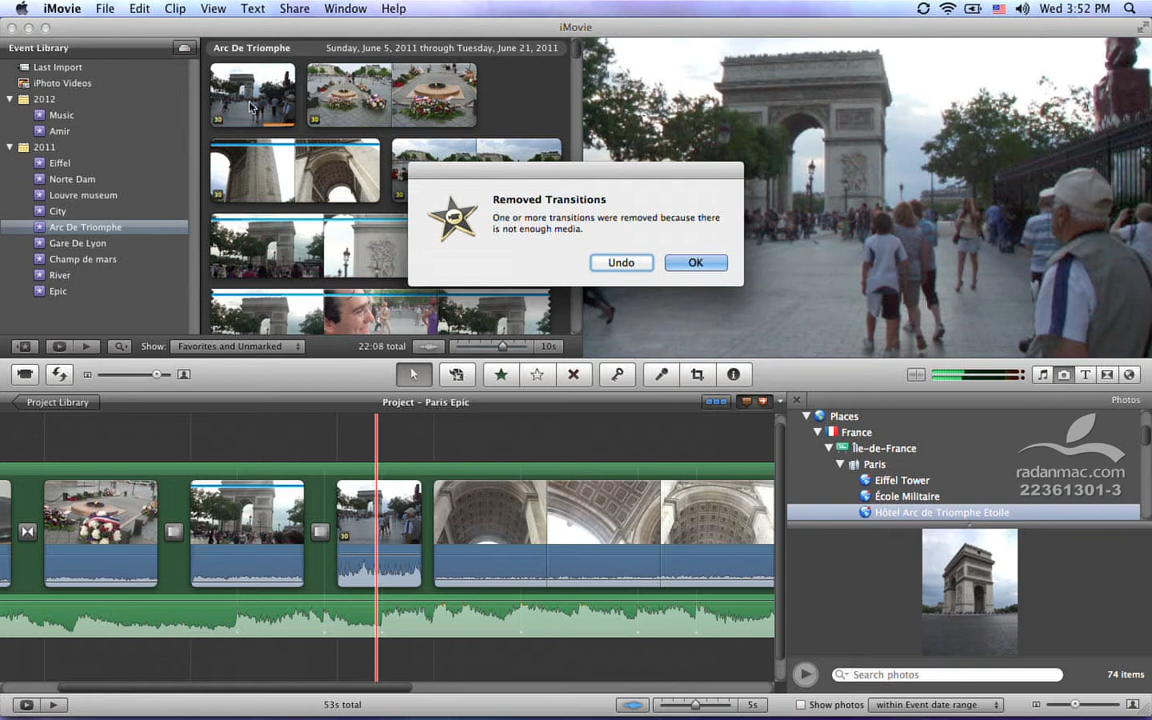 iMovie File Edit Clip View Text Share Window Help
Wed 3:52 PM
iMovie
Event Library
Last Import
iPhoto Videos
2012
Music
Amir
2011
Eiffel
Norte Dam
Louvre museum
City
Arc De Triomphe
Gare De Lyon
Champ de mars
River
Epic
Arc De Triomphe Sunday, June 5, 2011 through Tuesday, June 21, 2011
30
30
30
30
30
Removed Transitions
One or more transitions were removed because there
is not enough media.
Undo OK
Show: Favorites and Unmarked 22:08 total 10s
Project Library Project - Paris Epic
30
53s total 5s
Photos
Places
France
Île-de-France
Paris
Eiffel Tower
École Militaire
Hôtel Arc de Triomphe Etoile
radanmac.com
22361301-3
Search photos 74 items
Show photos within Event date range